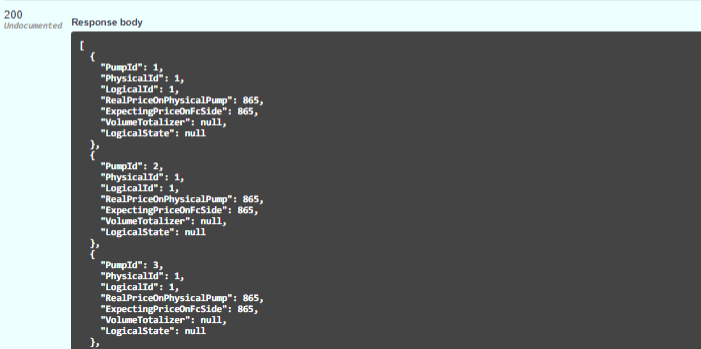 200
Undocumented
Response body
[
  {
    "PumpId": 1,
    "PhysicalId": 1,
    "LogicalId": 1,
    "RealPriceOnPhysicalPump": 865,
    "ExpectingPriceOnFcSide": 865,
    "VolumeTotalizer": null,
    "LogicalState": null
  },
  {
    "PumpId": 2,
    "PhysicalId": 1,
    "LogicalId": 1,
    "RealPriceOnPhysicalPump": 865,
    "ExpectingPriceOnFcSide": 865,
    "VolumeTotalizer": null,
    "LogicalState": null
  },
  {
    "PumpId": 3,
    "PhysicalId": 1,
    "LogicalId": 1,
    "RealPriceOnPhysicalPump": 865,
    "ExpectingPriceOnFcSide": 865,
    "VolumeTotalizer": null,
    "LogicalState": null
  },